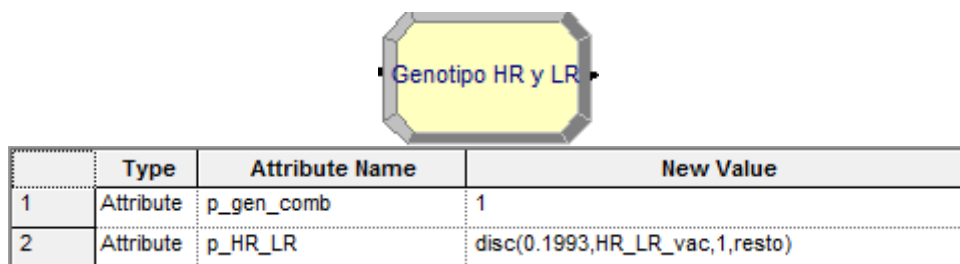 Genotipo HR y LR
Type Attribute Name New Value
1 Attribute p_gen_comb 1
2 Attribute p_HR_LR disc(0.1993,HR_LR_vac,1,resto)